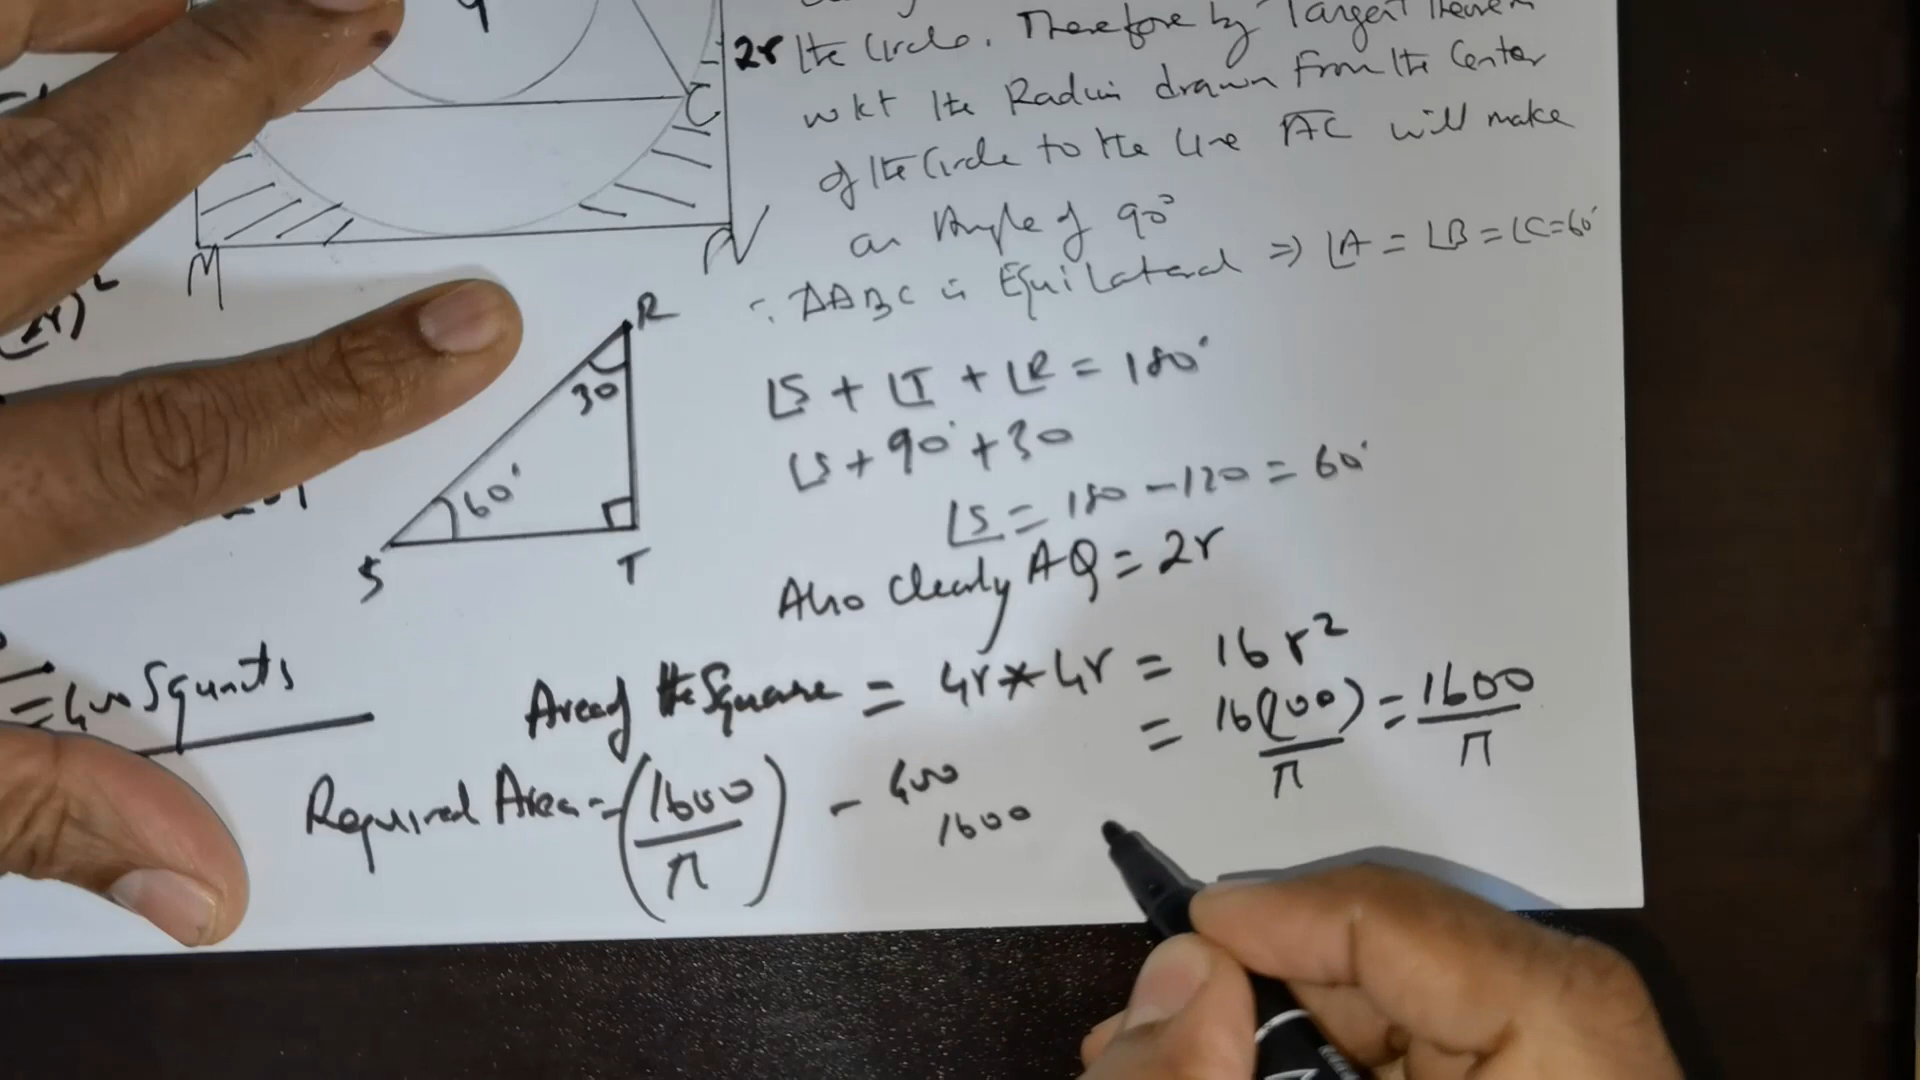 2r the Circle. Therefore by Tangent Theorem
wkt the Radius drawn from the Center
of the Circle to the line AC will make
an Angle of 90°
C
M
N
∴ ΔABC is Equilateral ⇒ ∠A = ∠B = ∠C = 60°
R
30
60°
S
T
∠S + ∠T + ∠R = 180°
∠S + 90° + 30
∠S = 180 - 120 = 60°
Also Clearly AQ = 2r
= 400 Squnits
Area of the Square = 4r * 4r = 16r²
= 16(100)/π = 1600/π
Required Area = (1600/π) - 400
1600